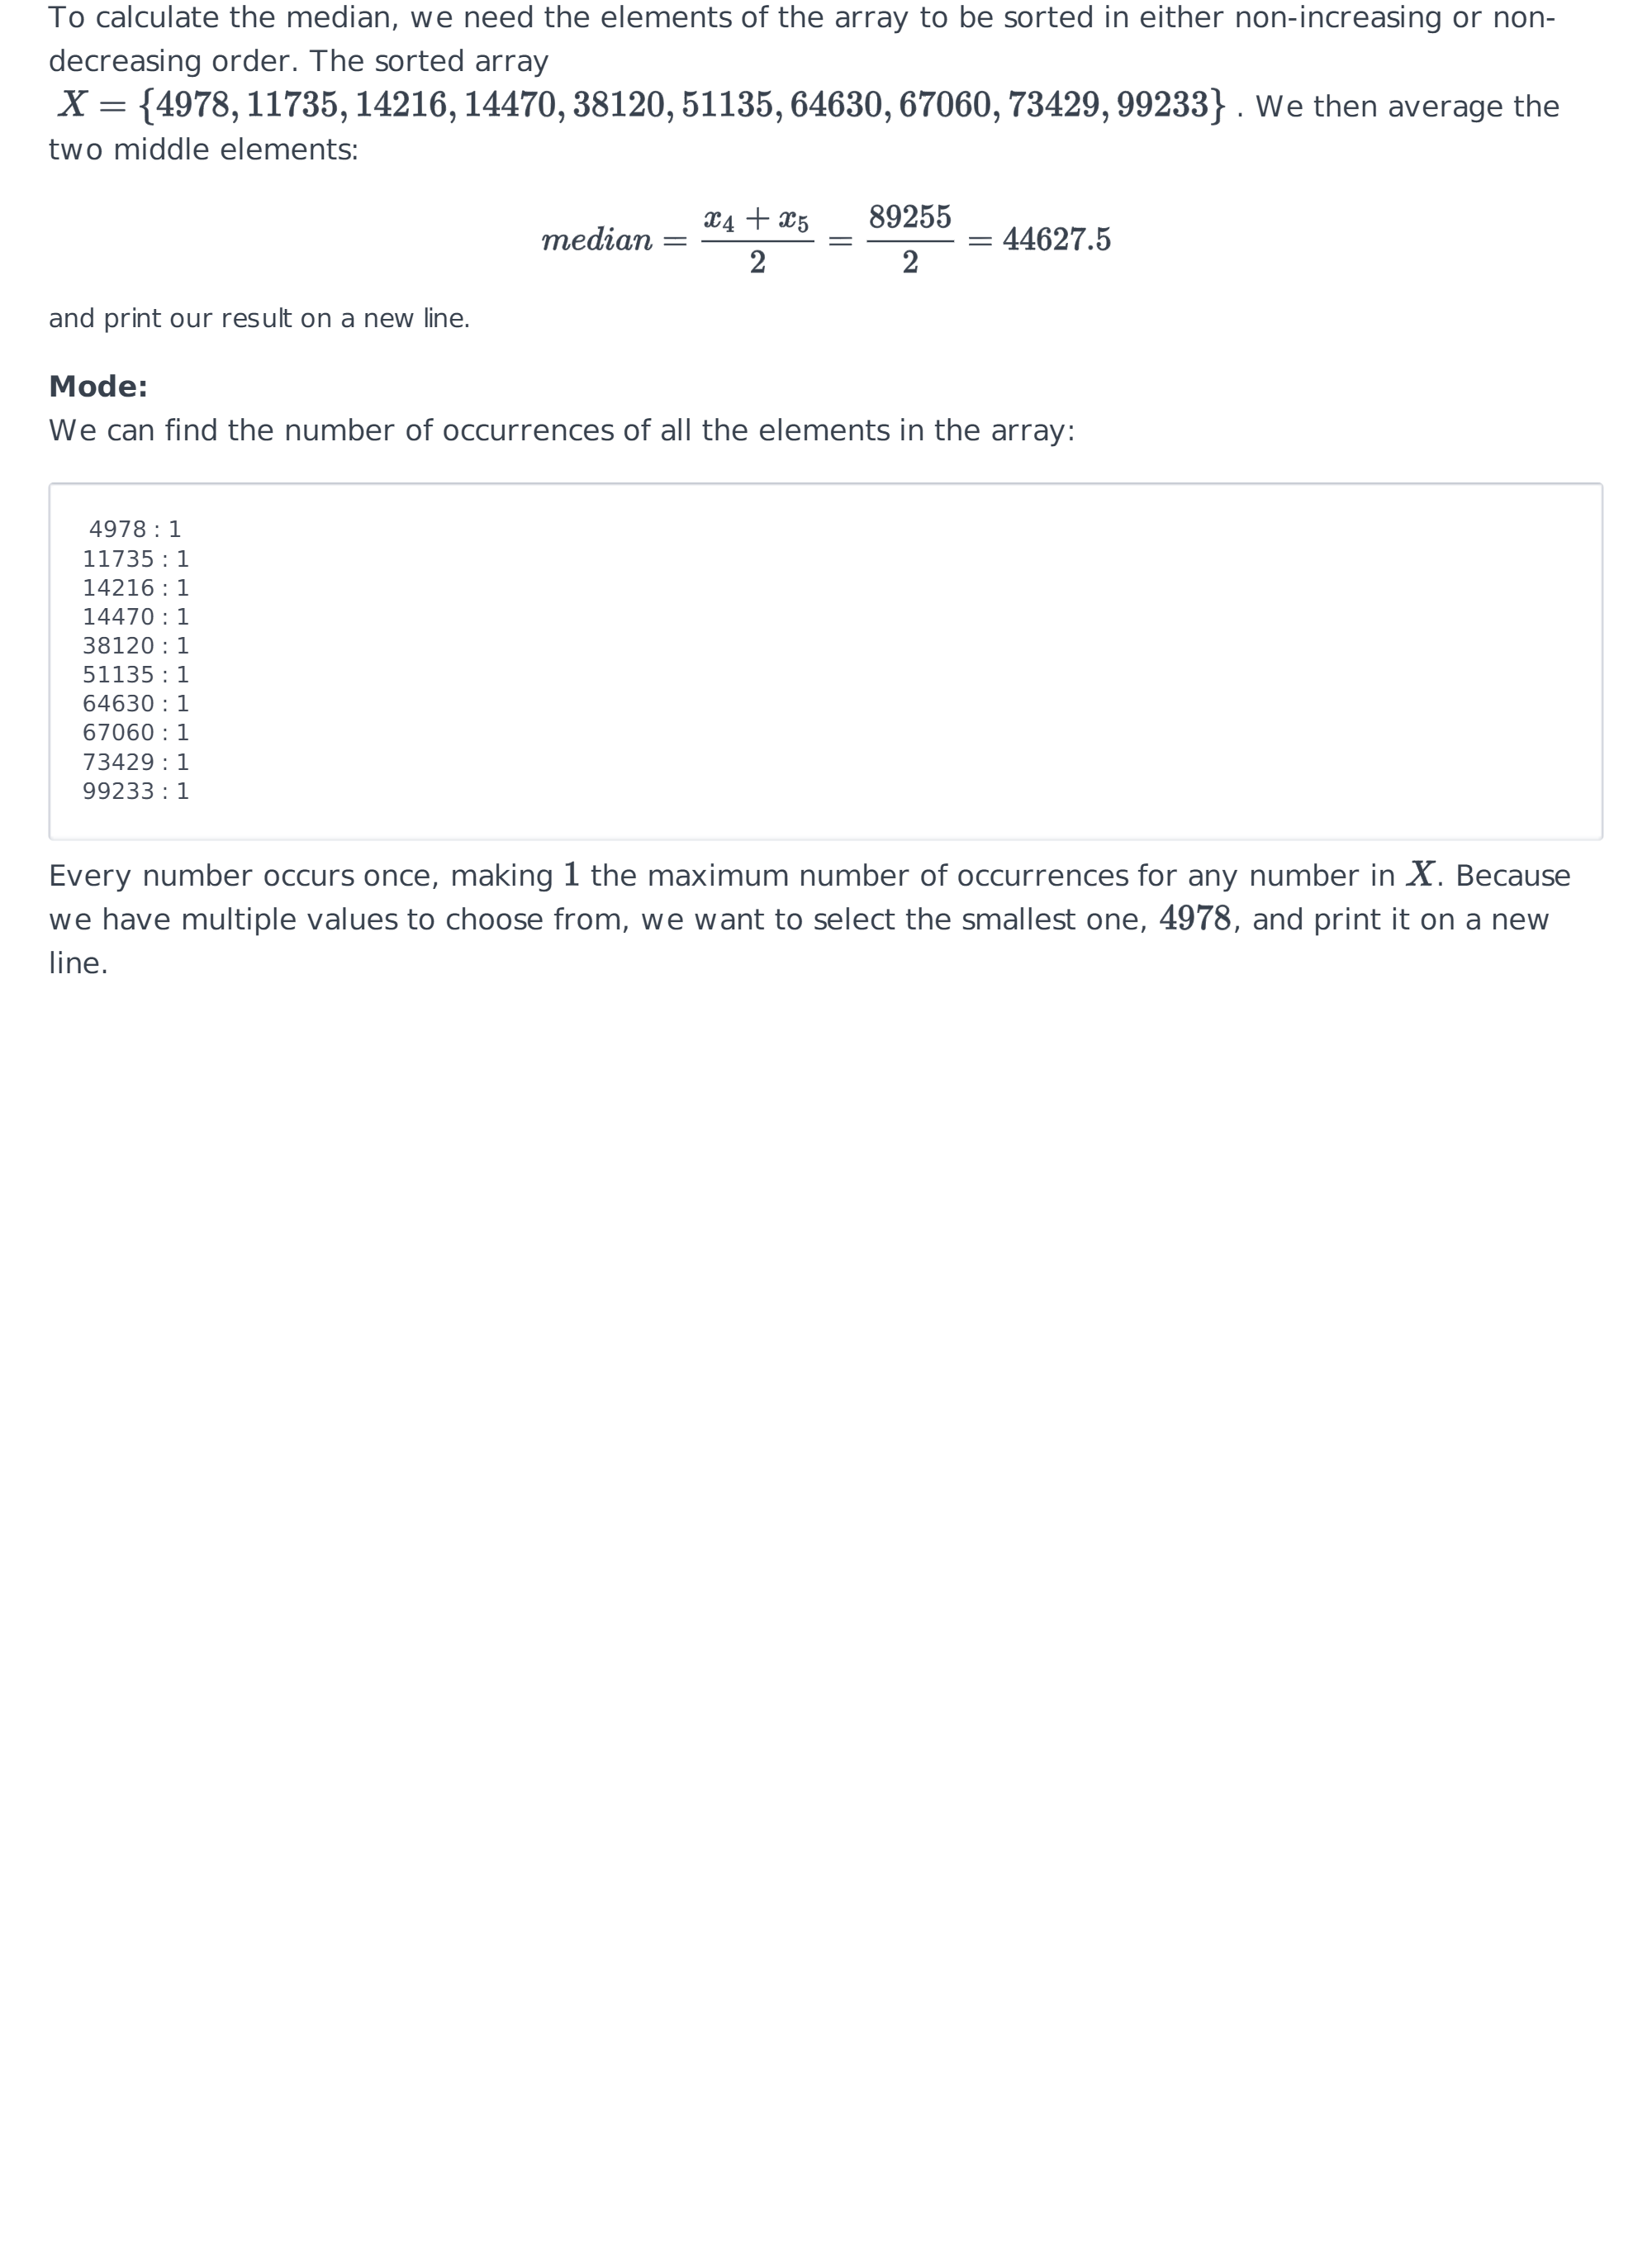 To calculate the median, we need the elements of the array to be sorted in either non-increasing or non-
decreasing order. The sorted array
X = {4978, 11735, 14216, 14470, 38120, 51135, 64630, 67060, 73429, 99233} . We then average the
two middle elements:
median = (x₄ + x₅)/2 = 89255/2 = 44627.5
and print our result on a new line.
Mode:
We can find the number of occurrences of all the elements in the array:
4978 : 1
11735 : 1
14216 : 1
14470 : 1
38120 : 1
51135 : 1
64630 : 1
67060 : 1
73429 : 1
99233 : 1
Every number occurs once, making 1 the maximum number of occurrences for any number in X. Because
we have multiple values to choose from, we want to select the smallest one, 4978, and print it on a new
line.